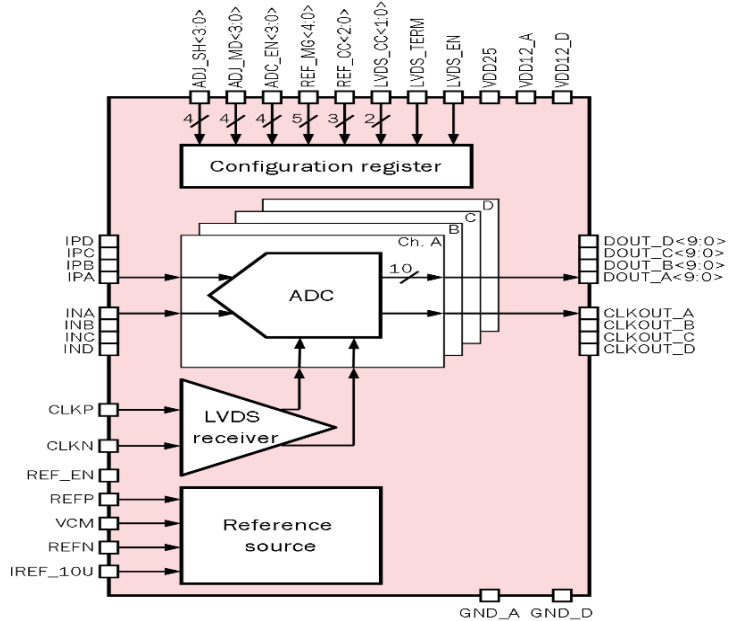 ADJ_SH<3:0>
ADJ_MD<3:0>
ADC_EN<3:0>
REF_MG<4:0>
REF_CC<2:0>
LVDS_CC<1:0>
LVDS_TERM
LVDS_EN
VDD25
VDD12_A
VDD12_D
4
4
4
5
3
2
Configuration register
D
C
B
Ch. A
IPD
IPC
IPB
IPA
INA
INB
INC
IND
ADC
10
DOUT_D<9:0>
DOUT_C<9:0>
DOUT_B<9:0>
DOUT_A<9:0>
CLKOUT_A
CLKOUT_B
CLKOUT_C
CLKOUT_D
CLKP
CLKN
LVDS
receiver
REF_EN
REFP
VCM
REFN
IREF_10U
Reference
source
GND_A
GND_D